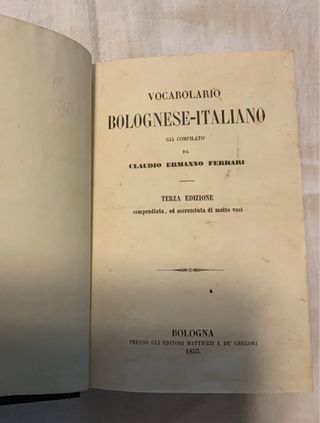 VOCABOLARIO
BOLOGNESE-ITALIANO
GIÀ COMPILATO
DA
CLAUDIO ERMANNO FERRARI
TERZA EDIZIONE
compendiata, ed accresciuta di molte voci
BOLOGNA
PRESSO GLI EDITORI MATTIUZZI E DE' GREGORI
1853.